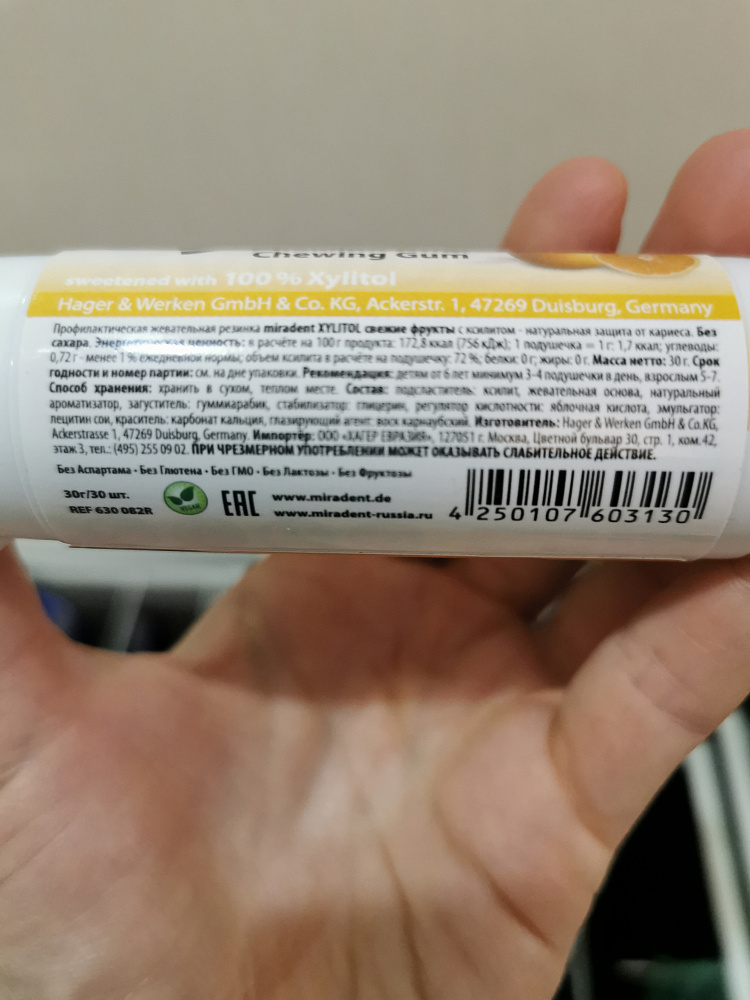 Chewing Gum
sweetened with 100 % Xylitol
Hager & Werken GmbH & Co. KG, Ackerstr. 1, 47269 Duisburg, Germany
Профилактическая жевательная резинка miradent XYLITOL свежие фрукты с ксилитом - натуральная защита от кариеса. Без
сахара. Энергетическая ценность: в расчёте на 100 г продукта: 172,8 ккал (756 кДж); 1 подушечка = 1 г: 1,7 ккал; углеводы:
0,72 г - менее 1 % ежедневной нормы; объем ксилита в расчёте на подушечку: 72 %; белки: 0 г; жиры: 0 г. Масса нетто: 30 г. Срок
годности и номер партии: см. на дне упаковки. Рекомендация: детям от 6 лет минимум 3-4 подушечки в день, взрослым 5-7.
Способ хранения: хранить в сухом, теплом месте. Состав: подсластитель: ксилит, жевательная основа, натуральный
ароматизатор, загуститель: гуммиарабик, стабилизатор: глицерин, регулятор кислотности: яблочная кислота, эмульгатор:
лецитин сои, краситель: карбонат кальция, глазирующий агент: воск карнаубский. Изготовитель: Hager & Werken GmbH & Co.KG,
Ackerstrasse 1, 47269 Duisburg, Germany. Импортёр: ООО «ХАГЕР ЕВРАЗИЯ», 127051 г. Москва, Цветной бульвар 30, стр. 1, ком.42,
этаж 3, тел.: (495) 255 09 02. ПРИ ЧРЕЗМЕРНОМ УПОТРЕБЛЕНИИ МОЖЕТ ОКАЗЫВАТЬ СЛАБИТЕЛЬНОЕ ДЕЙСТВИЕ.
Без Аспартама • Без Глютена • Без ГМО • Без Лактозы • Без Фруктозы
30г/30 шт.
REF 630 082R
VEGAN
EAC
www.miradent.de
www.miradent-russia.ru
4 250107 603130